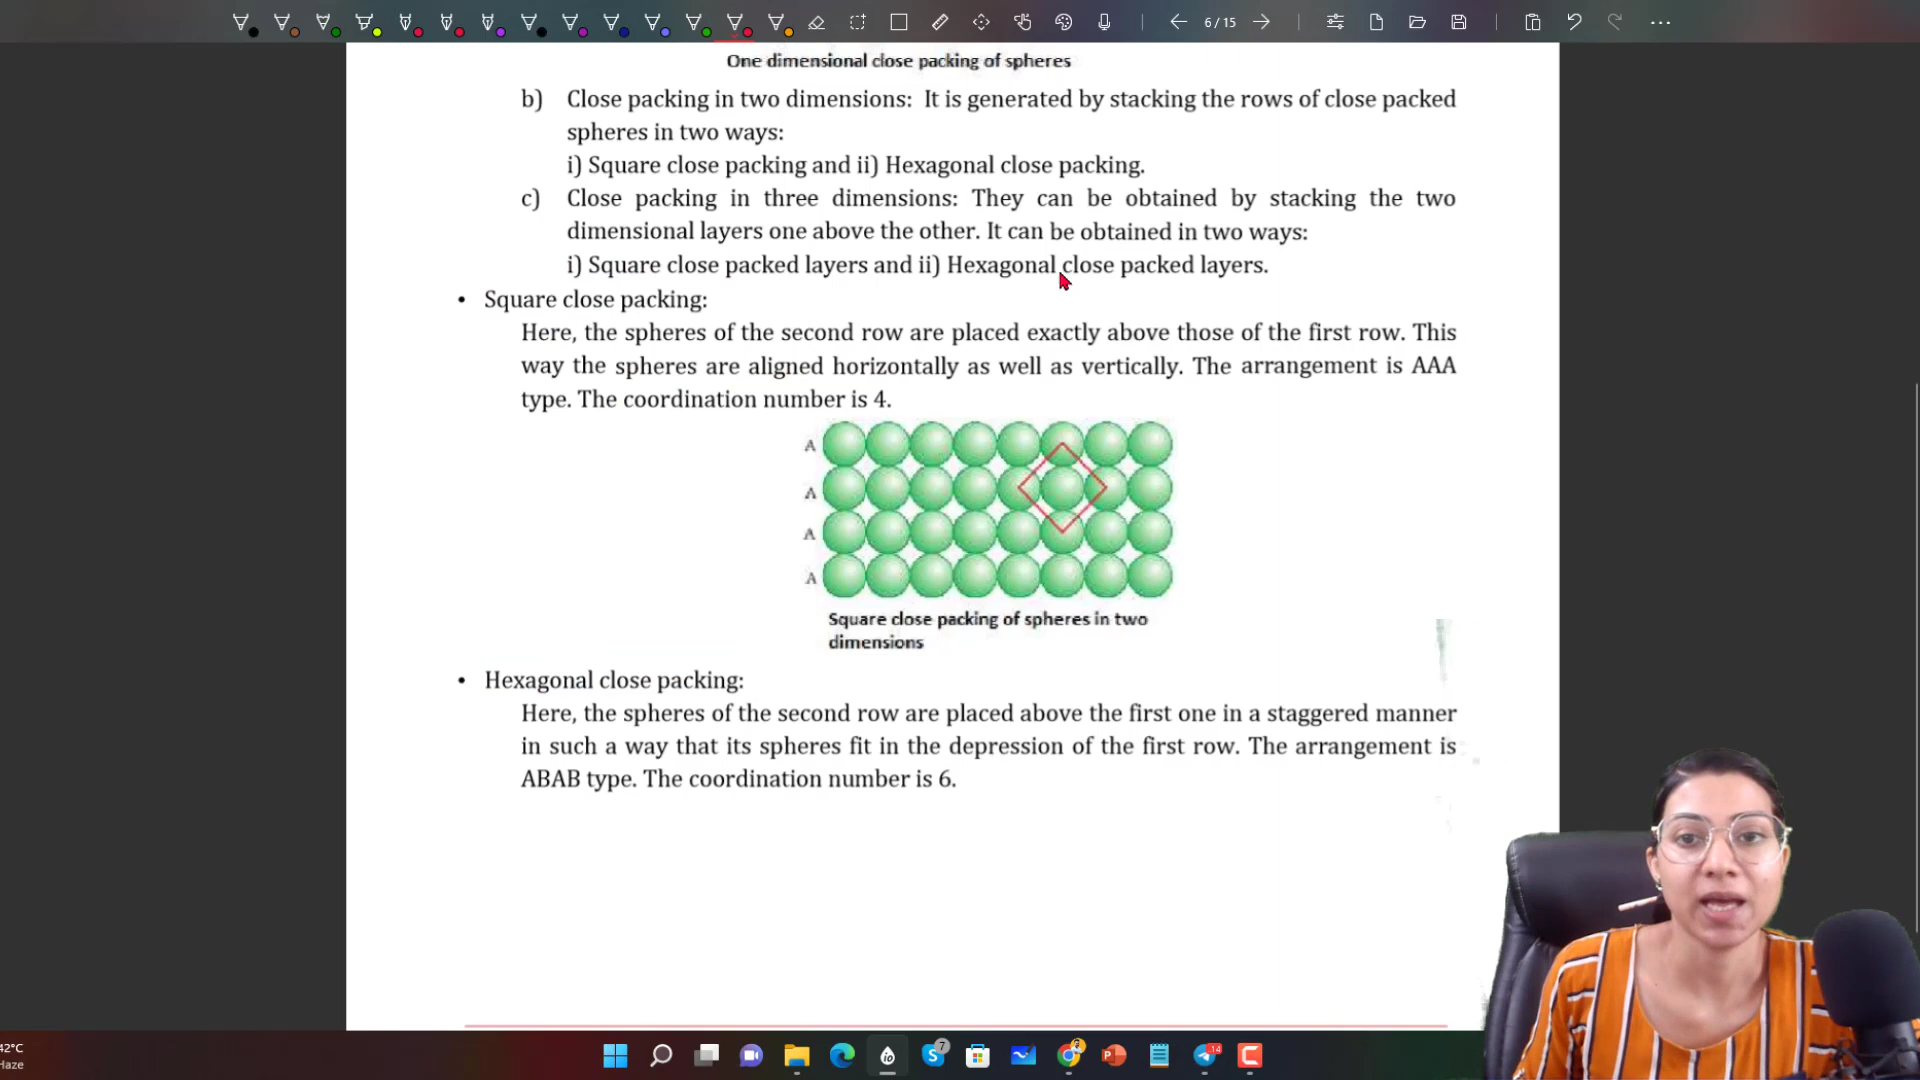 6 / 15
One dimensional close packing of spheres
b) Close packing in two dimensions: It is generated by stacking the rows of close packed
spheres in two ways:
i) Square close packing and ii) Hexagonal close packing.
c) Close packing in three dimensions: They can be obtained by stacking the two
dimensional layers one above the other. It can be obtained in two ways:
i) Square close packed layers and ii) Hexagonal close packed layers.
• Square close packing:
Here, the spheres of the second row are placed exactly above those of the first row. This
way the spheres are aligned horizontally as well as vertically. The arrangement is AAA
type. The coordination number is 4.
A
A
A
A
Square close packing of spheres in two
dimensions
• Hexagonal close packing:
Here, the spheres of the second row are placed above the first one in a staggered manner
in such a way that its spheres fit in the depression of the first row. The arrangement is
ABAB type. The coordination number is 6.
42°C
Haze
7
2
14